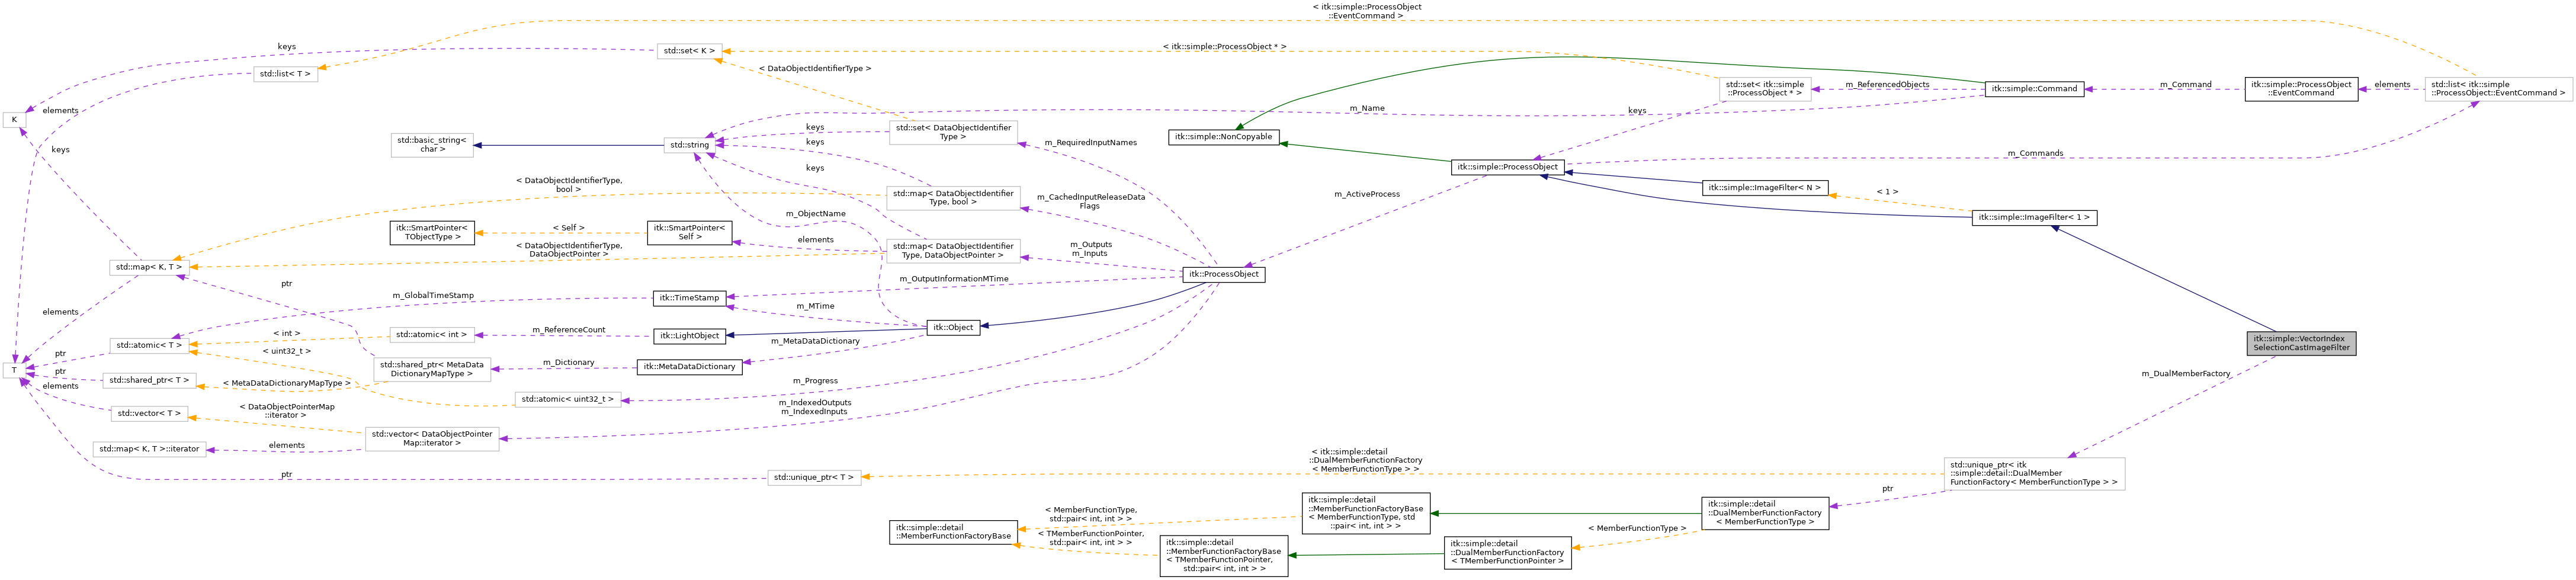 < itk::simple::ProcessObject
::EventCommand >
keys
std::set< K >
< itk::simple::ProcessObject * >
< DataObjectIdentifierType >
std::list< T >
std::set< itk::simple
::ProcessObject * >
m_ReferencedObjects
itk::simple::Command
m_Command
itk::simple::ProcessObject
::EventCommand
elements
std::list< itk::simple
::ProcessObject::EventCommand >
elements
K
m_Name
keys
std::set< DataObjectIdentifier
Type >
keys
itk::simple::NonCopyable
std::basic_string<
char >
std::string
keys
m_RequiredInputNames
keys
m_Commands
keys
itk::simple::ProcessObject
< DataObjectIdentifierType,
bool >
std::map< DataObjectIdentifier
Type, bool >
m_CachedInputReleaseData
Flags
m_ActiveProcess
itk::simple::ImageFilter< N >
< 1 >
m_ObjectName
itk::simple::ImageFilter< 1 >
itk::SmartPointer<
TObjectType >
< Self >
itk::SmartPointer<
Self >
elements
< DataObjectIdentifierType,
DataObjectPointer >
std::map< DataObjectIdentifier
Type, DataObjectPointer >
m_Outputs
m_Inputs
std::map< K, T >
ptr
m_OutputInformationMTime
itk::ProcessObject
m_GlobalTimeStamp
itk::TimeStamp
m_MTime
elements
< int >
std::atomic< int >
m_ReferenceCount
itk::LightObject
itk::Object
m_MetaDataDictionary
std::atomic< T >
< uint32_t >
ptr
T
ptr
std::shared_ptr< MetaData
DictionaryMapType >
m_Dictionary
itk::MetaDataDictionary
itk::simple::VectorIndex
SelectionCastImageFilter
m_DualMemberFactory
std::shared_ptr< T >
< MetaDataDictionaryMapType >
m_Progress
elements
std::atomic< uint32_t >
std::vector< T >
< DataObjectPointerMap
::iterator >
m_IndexedOutputs
m_IndexedInputs
std::vector< DataObjectPointer
Map::iterator >
std::map< K, T >::iterator
elements
ptr
std::unique_ptr< T >
< itk::simple::detail
::DualMemberFunctionFactory
< MemberFunctionType > >
std::unique_ptr< itk
::simple::detail::DualMember
FunctionFactory< MemberFunctionType > >
ptr
itk::simple::detail
::MemberFunctionFactoryBase
< MemberFunctionType,
std::pair< int, int > >
itk::simple::detail
::MemberFunctionFactoryBase
< MemberFunctionType, std
::pair< int, int > >
itk::simple::detail
::DualMemberFunctionFactory
< MemberFunctionType >
< TMemberFunctionPointer,
std::pair< int, int > >
itk::simple::detail
::MemberFunctionFactoryBase
< TMemberFunctionPointer,
std::pair< int, int > >
itk::simple::detail
::DualMemberFunctionFactory
< TMemberFunctionPointer >
< MemberFunctionType >